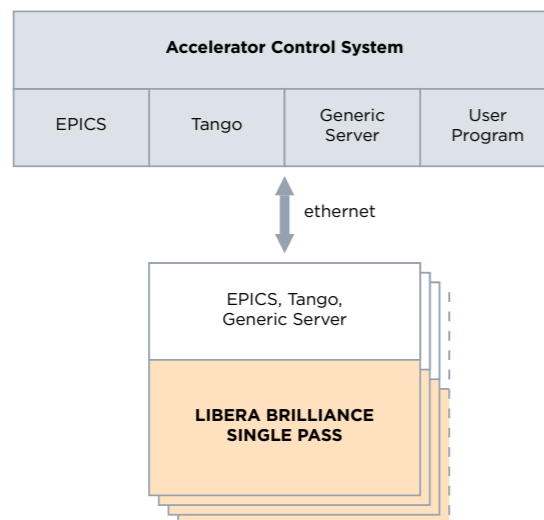 Accelerator Control System
EPICS
Tango
Generic
Server
User
Program
ethernet
EPICS, Tango,
Generic Server
LIBERA BRILLIANCE
SINGLE PASS